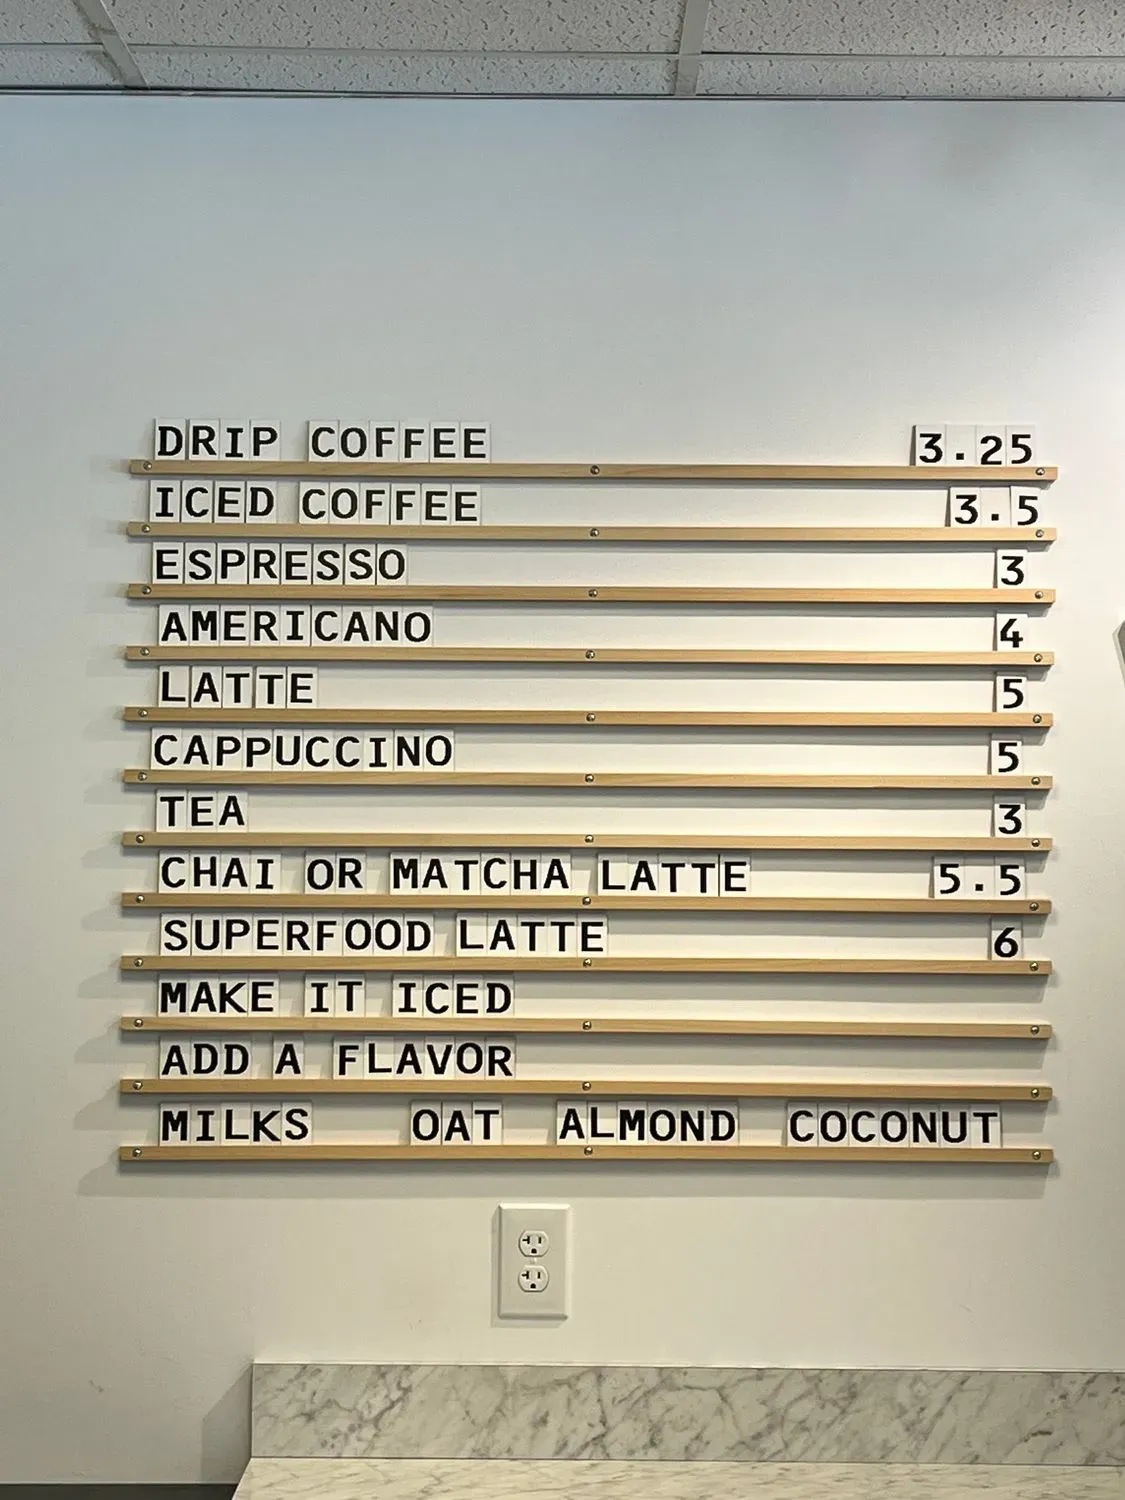 DRIP COFFEE 3.25
ICED COFFEE 3.5
ESPRESSO 3
AMERICANO 4
LATTE 5
CAPPUCCINO 5
TEA 3
CHAI OR MATCHA LATTE 5.5
SUPERFOOD LATTE 6
MAKE IT ICED
ADD A FLAVOR
MILKS OAT ALMOND COCONUT